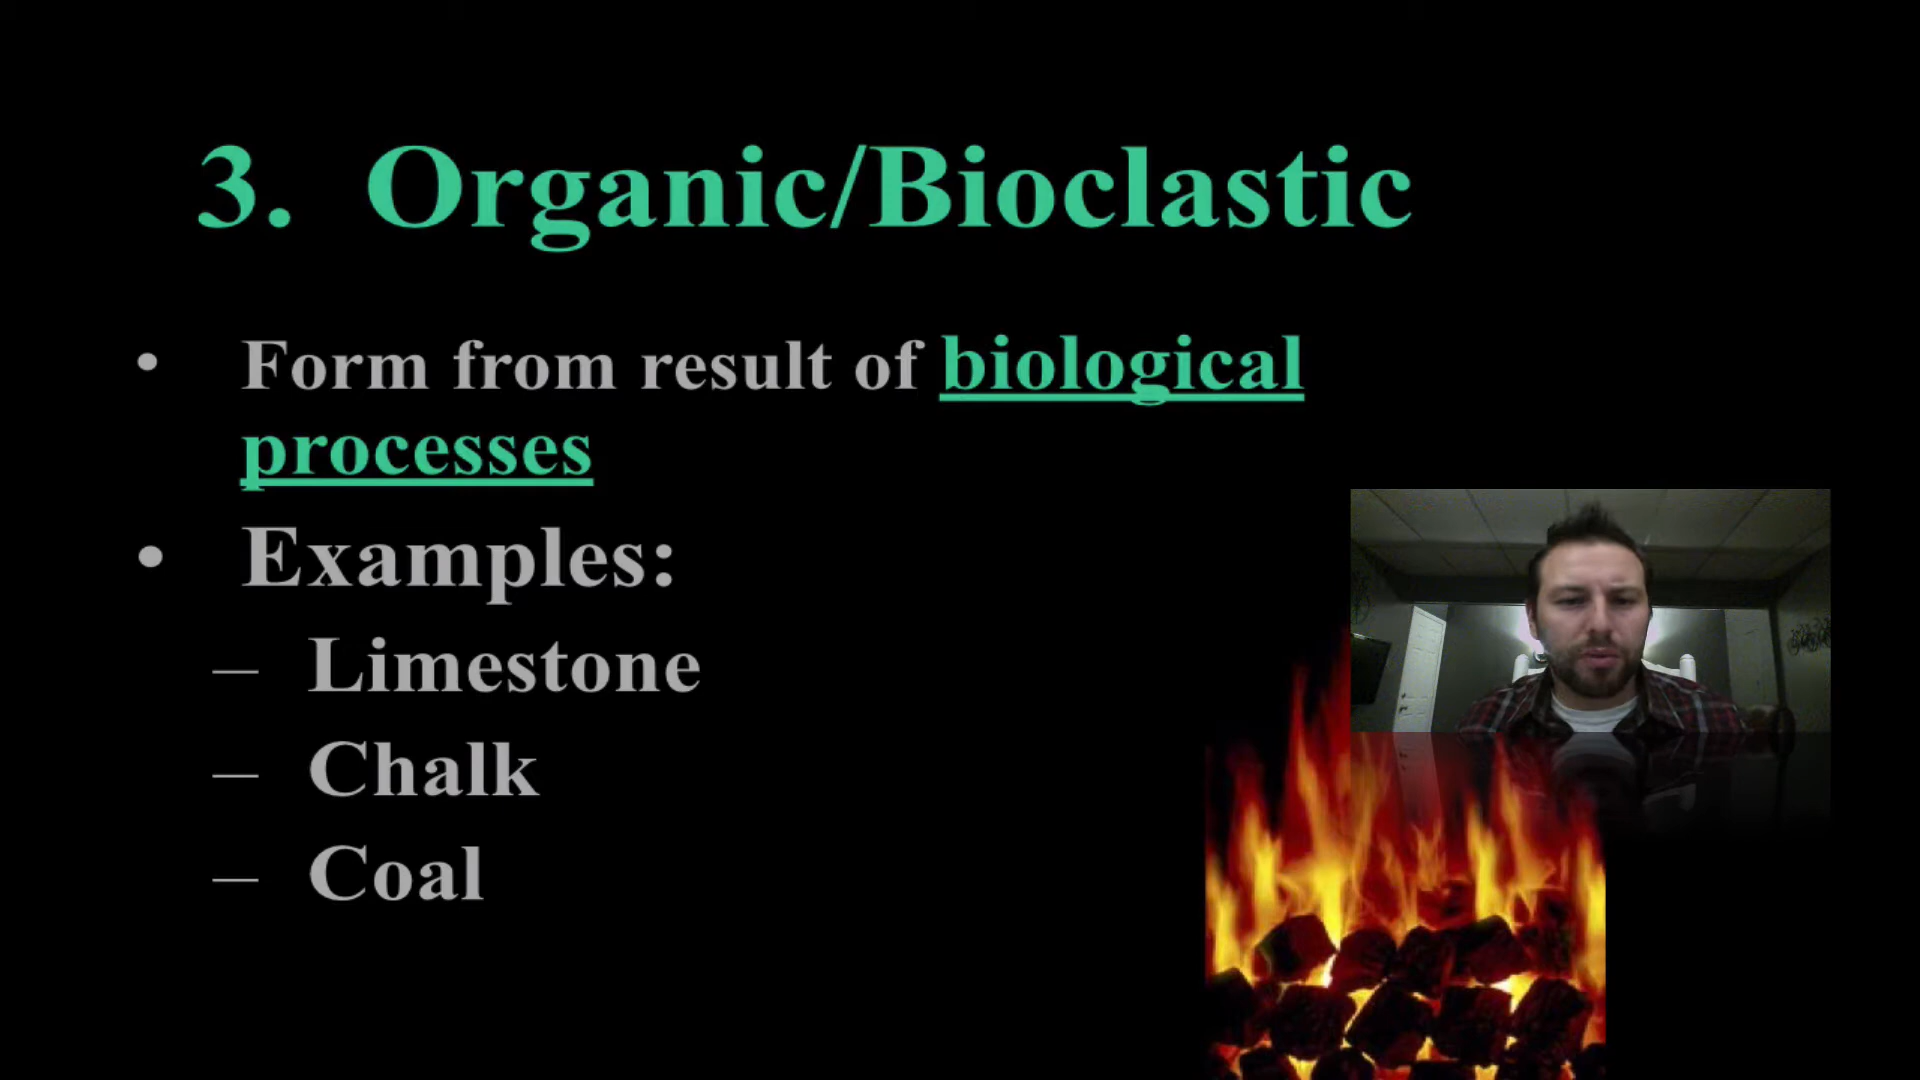 3. Organic/Bioclastic
• Form from result of biological
processes
• Examples:
– Limestone
– Chalk
– Coal